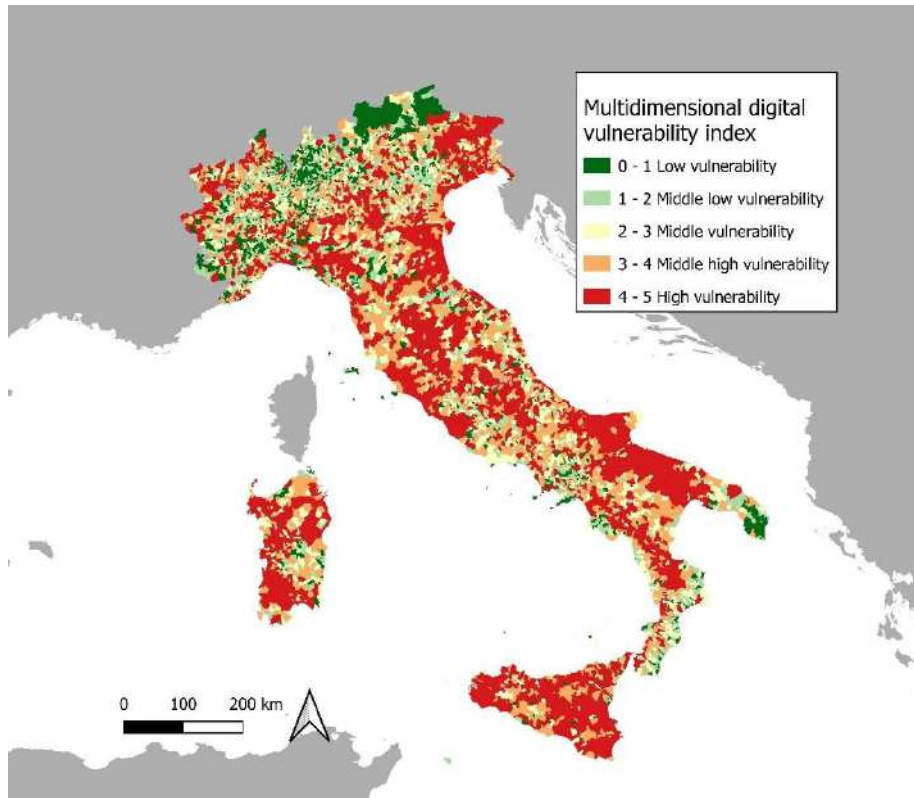 Multidimensional digital
vulnerability index
0 - 1 Low vulnerability
1 - 2 Middle low vulnerability
2 - 3 Middle vulnerability
3 - 4 Middle high vulnerability
4 - 5 High vulnerability
0 100 200 km